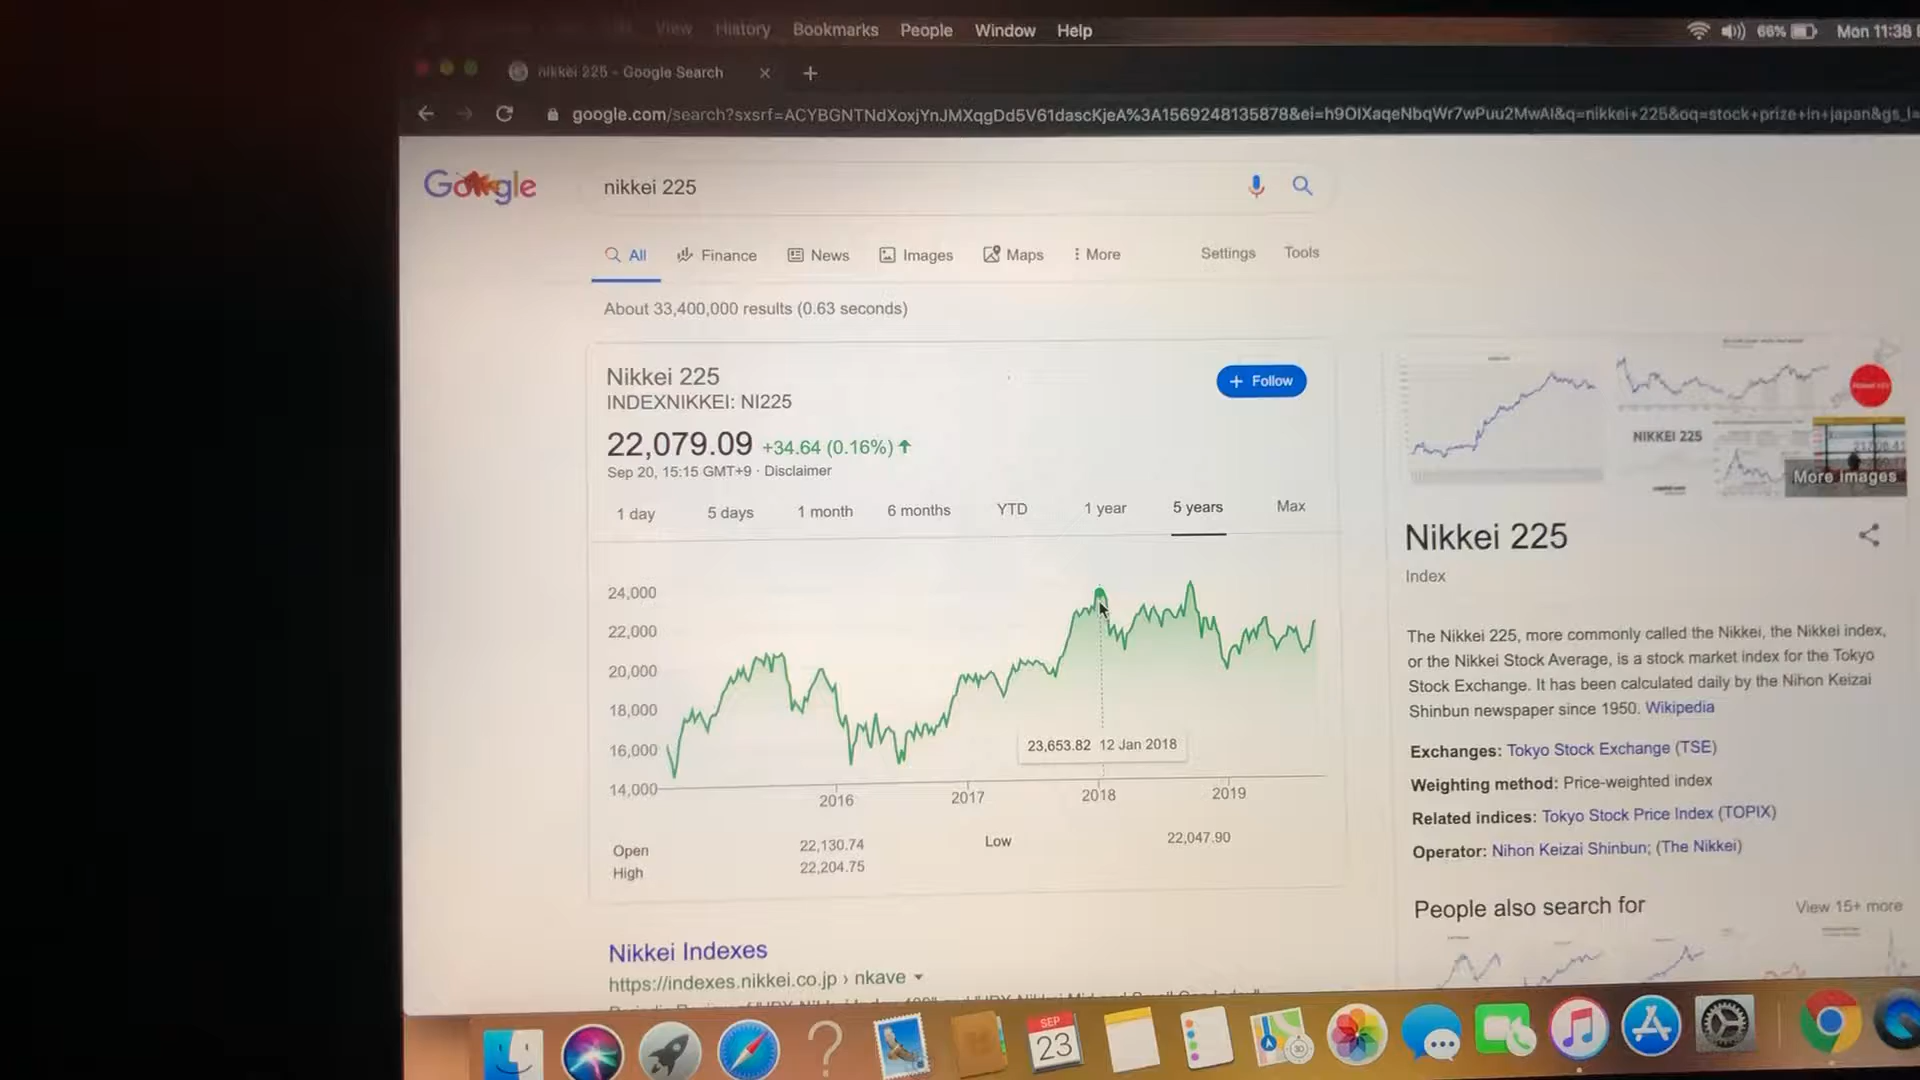 View History Bookmarks People Window Help
66% Mon 11:38
nikkei 225 - Google Search
google.com/search?sxsrf=ACYBGNTNdXoxjYnJMXqgDd5V61dascKjeA%3A1569248135878&ei=h9OIXaqeNbqWr7wPuu2MwAI&q=nikkei+225&oq=stock+prize+in+japan&gs_l=
Google
nikkei 225
All Finance News Images Maps More Settings Tools
About 33,400,000 results (0.63 seconds)
Nikkei 225
INDEXNIKKEI: NI225
+ Follow
22,079.09 +34.64 (0.16%)
Sep 20, 15:15 GMT+9 · Disclaimer
1 day 5 days 1 month 6 months YTD 1 year 5 years Max
24,000
22,000
20,000
18,000
16,000
14,000
23,653.82 12 Jan 2018
2016 2017 2018 2019
Open 22,130.74 Low 22,047.90
High 22,204.75
Nikkei Indexes
https://indexes.nikkei.co.jp › nkave
NIKKEI 225
More Images
Nikkei 225
Index
The Nikkei 225, more commonly called the Nikkei, the Nikkei index,
or the Nikkei Stock Average, is a stock market index for the Tokyo
Stock Exchange. It has been calculated daily by the Nihon Keizai
Shinbun newspaper since 1950. Wikipedia
Exchanges: Tokyo Stock Exchange (TSE)
Weighting method: Price-weighted index
Related indices: Tokyo Stock Price Index (TOPIX)
Operator: Nihon Keizai Shinbun; (The Nikkei)
People also search for View 15+ more
SEP
23